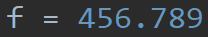 f = 456.789